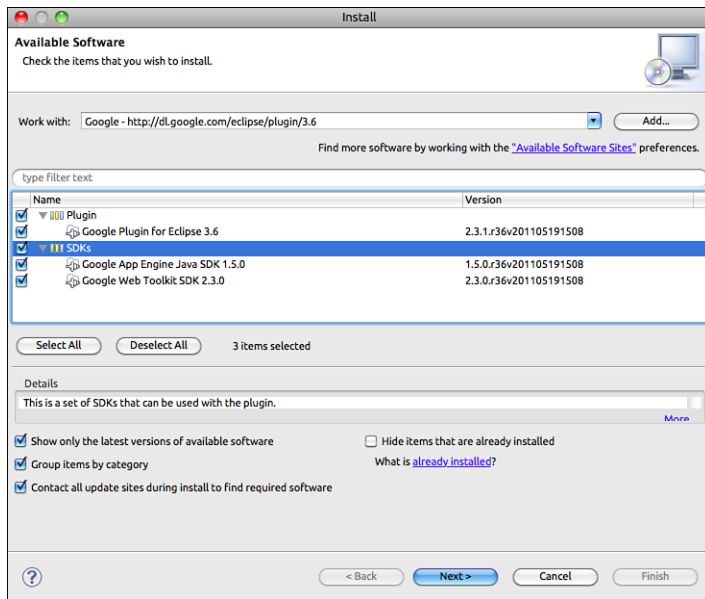 Install
Available Software
Check the items that you wish to install.
Work with: Google - http://dl.google.com/eclipse/plugin/3.6 Add...
Find more software by working with the "Available Software Sites" preferences.
type filter text
Name Version
Plugin
Google Plugin for Eclipse 3.6 2.3.1.r36v201105191508
SDKs
Google App Engine Java SDK 1.5.0 1.5.0.r36v201105191508
Google Web Toolkit SDK 2.3.0 2.3.0.r36v201105191508
Select All Deselect All 3 items selected
Details
This is a set of SDKs that can be used with the plugin.
More
Show only the latest versions of available software Hide items that are already installed
Group items by category What is already installed?
Contact all update sites during install to find required software
? < Back Next > Cancel Finish